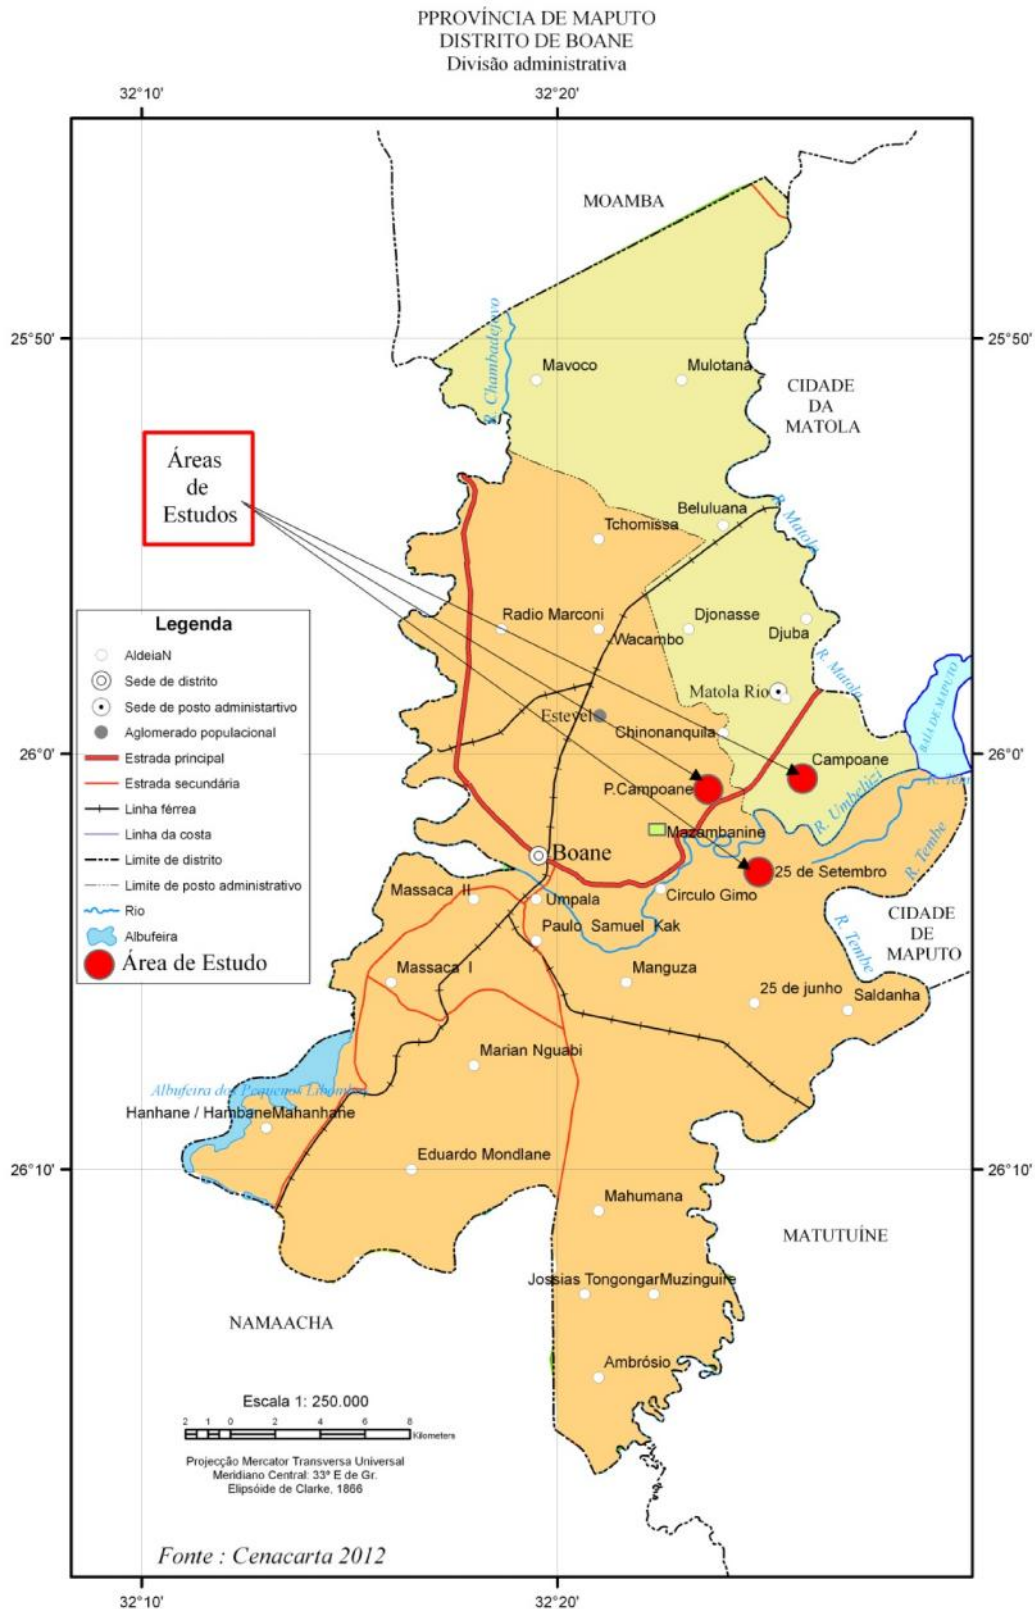 PPROVÍNCIA DE MAPUTO
DISTRITO DE BOANE
Divisão administrativa
32°10'
32°20'
MOAMBA
25°50'
25°50'
R. Chambadejovo
Mavoco
Mulotana
CIDADE
DA
MATOLA
Áreas
de
Estudos
Tchomissa
Beluluana
R. Matola
Legenda
AldeiaN
Sede de distrito
Sede de posto administartivo
Aglomerado populacional
Estrada principal
Estrada secundária
Linha férrea
Linha da costa
Limite de distrito
Limite de posto administrativo
Rio
Albufeira
Área de Estudo
Radio Marconi
Wacambo
Djonasse
Djuba
R. Matola
Matola Rio
Estevel
Chinonanquila
BAÍA DE MAPUTO
26°0'
26°0'
Campoane
P.Campoane
R. Umbeluzi
Mazambanine
R. Tembe
Boane
25 de Setembro
Massaca II
Umpala
Circulo Gimo
CIDADE
DE
MAPUTO
Paulo Samuel Kak
R. Tembe
Massaca I
Manguza
25 de junho
Saldanha
Marian Nguabi
Albufeira dos Pequenos
Hanhane / HambaneMahanhane
26°10'
26°10'
Eduardo Mondlane
Mahumana
MATUTUÍNE
Jossias TongongarMuzinguire
NAMAACHA
Ambrósio
Escala 1: 250.000
2 1 0 2 4 6 8
Kilometers
Projecção Mercator Transversa Universal
Meridiano Central: 33º E de Gr.
Elipsóide de Clarke, 1866
Fonte : Cenacarta 2012
32°10'
32°20'